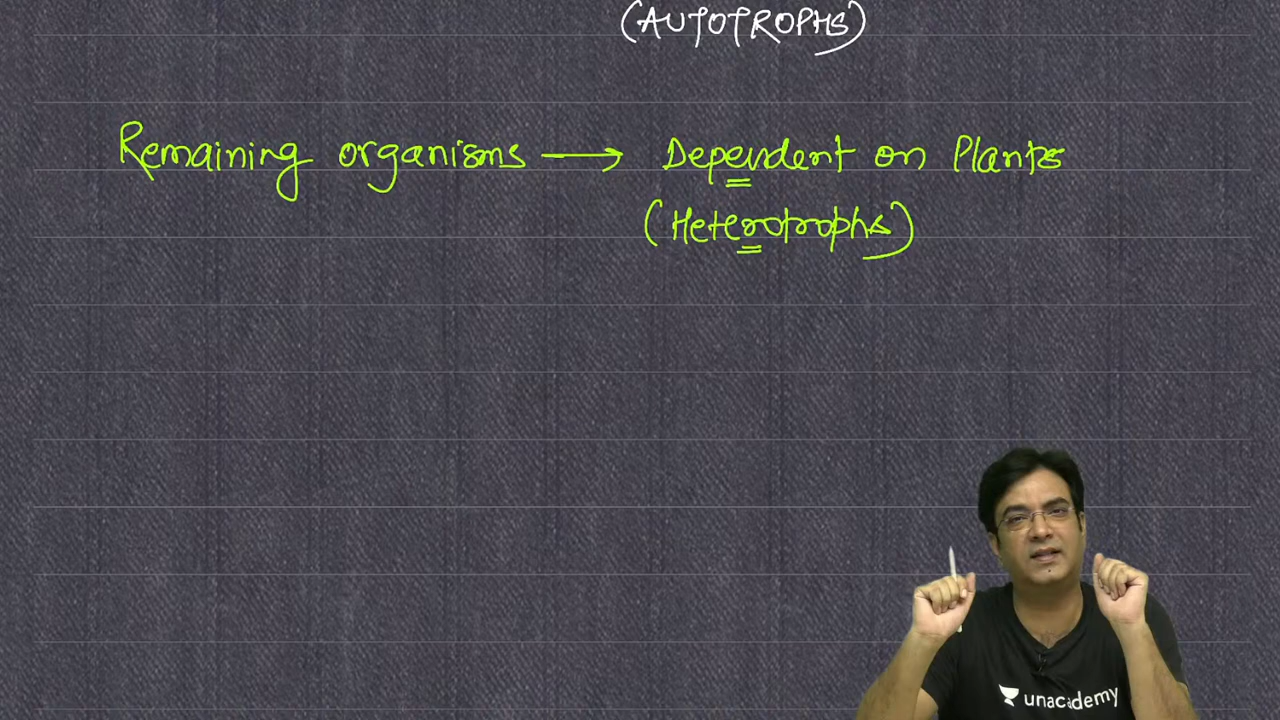 (AUTOTROPHS)
Remaining organisms → Dependent on Plants
(Heterotrophs)
unacademy